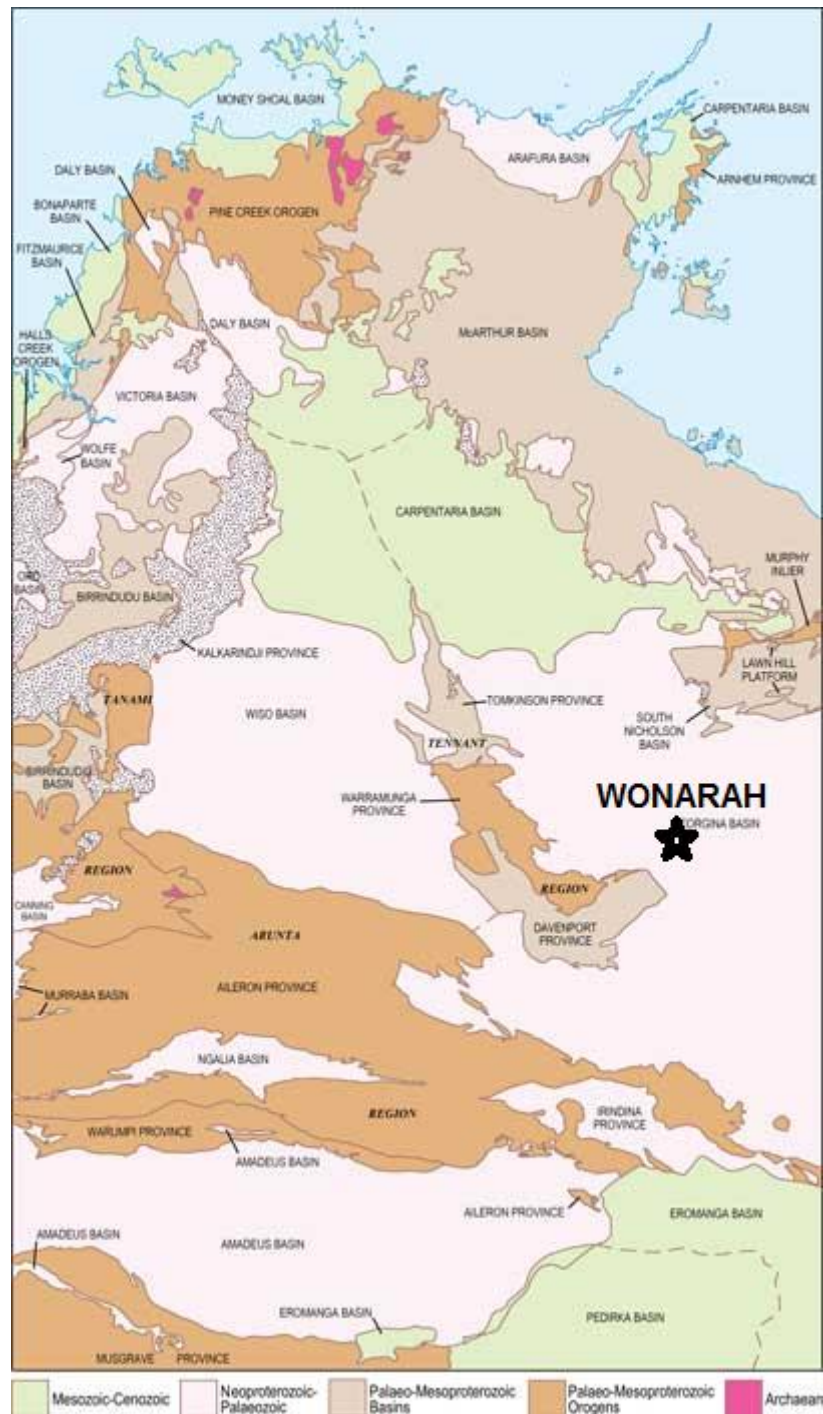 MONEY SHOAL BASIN
CARPENTARIA BASIN
ARAFURA BASIN
DALY BASIN
ARNHEM PROVINCE
BONAPARTE
BASIN
PINE CREEK OROGEN
FITZMAURICE
BASIN
DALY BASIN
McARTHUR BASIN
HALLS
CREEK
OROGEN
VICTORIA BASIN
WOLFE
BASIN
CARPENTARIA BASIN
MURPHY
INLIER
ORD
BASIN
BIRRINDUDU BASIN
KALKARINDJI PROVINCE
LAWN HILL
PLATFORM
TANAMI
TOMKINSON PROVINCE
WISO BASIN
SOUTH
NICHOLSON
BASIN
TENNANT
BIRRINDUDU
BASIN
WARRAMUNGA
PROVINCE
WONARAH
EORGINA BASIN
REGION
REGION
CANNING
BASIN
DAVENPORT
PROVINCE
ARUNTA
AILERON PROVINCE
MURRABA BASIN
NGALIA BASIN
REGION
IRINDINA
PROVINCE
WARUMPI PROVINCE
AMADEUS BASIN
AILERON PROVINCE
EROMANGA BASIN
AMADEUS BASIN
AMADEUS BASIN
EROMANGA BASIN
PEDIRKA BASIN
MUSGRAVE PROVINCE
Mesozoic-Cenozoic
Neoproterozoic-
Palaeozoic
Palaeo-Mesoproterozoic
Basins
Palaeo-Mesoproterozoic
Orogens
Archaean